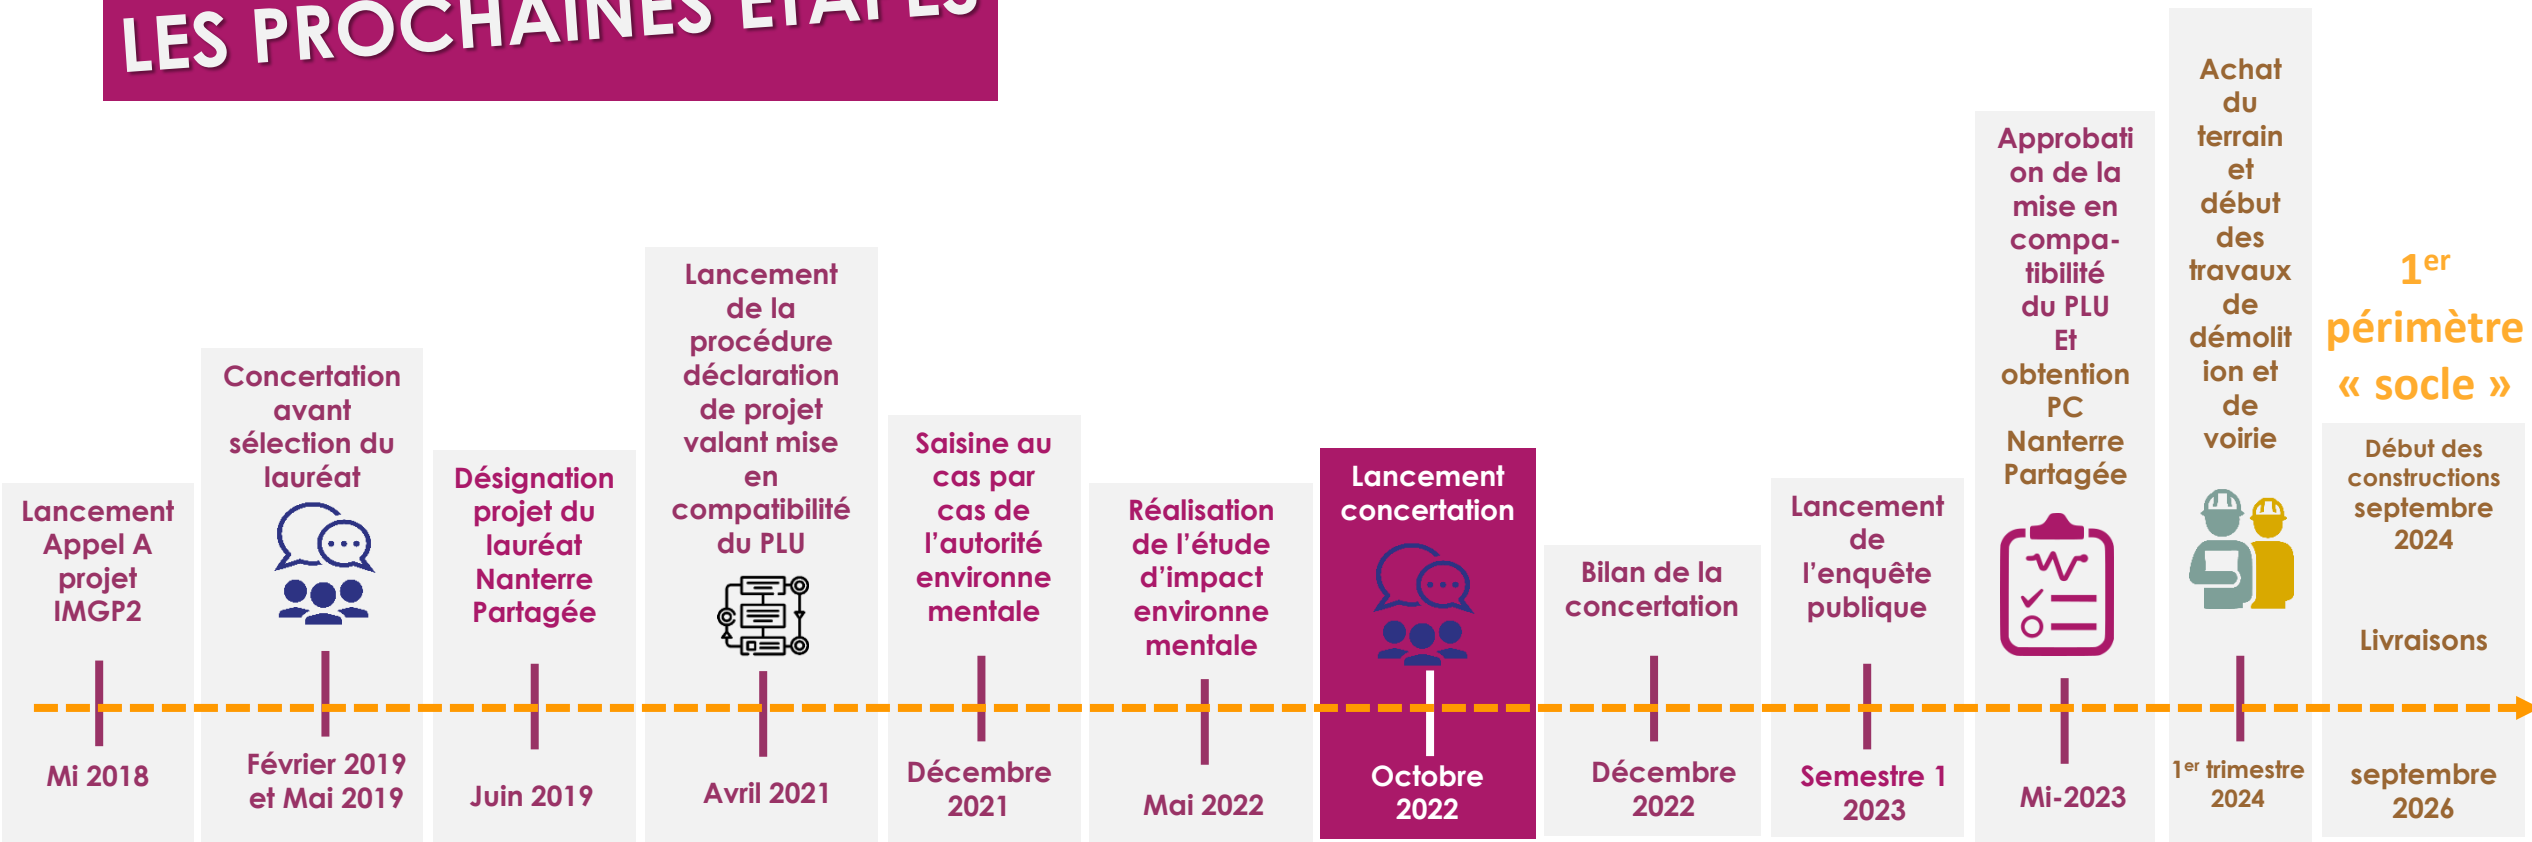 LES PROCHAINES ÉTAPES
Lancement
Appel A
projet
IMGP2
Mi 2018
Concertation
avant
sélection du
lauréat
Février 2019
et Mai 2019
Désignation
projet du
lauréat
Nanterre
Partagée
Juin 2019
Lancement
de la
procédure
déclaration
de projet
valant mise
en
compatibilité
du PLU
Avril 2021
Saisine au
cas par
cas de
l’autorité
environne
mentale
Décembre
2021
Réalisation
de l’étude
d’impact
environne
mentale
Mai 2022
Lancement
concertation
Octobre
2022
Bilan de la
concertation
Décembre
2022
Lancement
de
l’enquête
publique
Semestre 1
2023
Approbati
on de la
mise en
compa-
tibilité
du PLU
Et
obtention
PC
Nanterre
Partagée
Mi-2023
Achat
du
terrain
et
début
des
travaux
de
démolit
ion et
de
voirie
1er trimestre
2024
1er
périmètre
« socle »
Début des
constructions
septembre
2024
Livraisons
septembre
2026